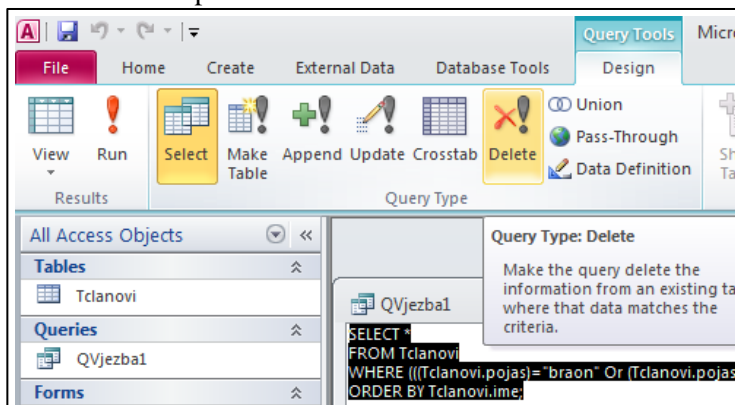 Query Tools Micro
File Home Create External Data Database Tools Design
View Run Select Make Table Append Update Crosstab Delete
Union
Pass-Through
Data Definition
Sh
Ta
Results Query Type
All Access Objects
Tables
Tclanovi
Queries
QVjezba1
Forms
Query Type: Delete
Make the query delete the
information from an existing ta
where that data matches the
criteria.
QVjezba1
SELECT *
FROM Tclanovi
WHERE (((Tclanovi.pojas)="braon" Or (Tclanovi.pojas
ORDER BY Tclanovi.ime;